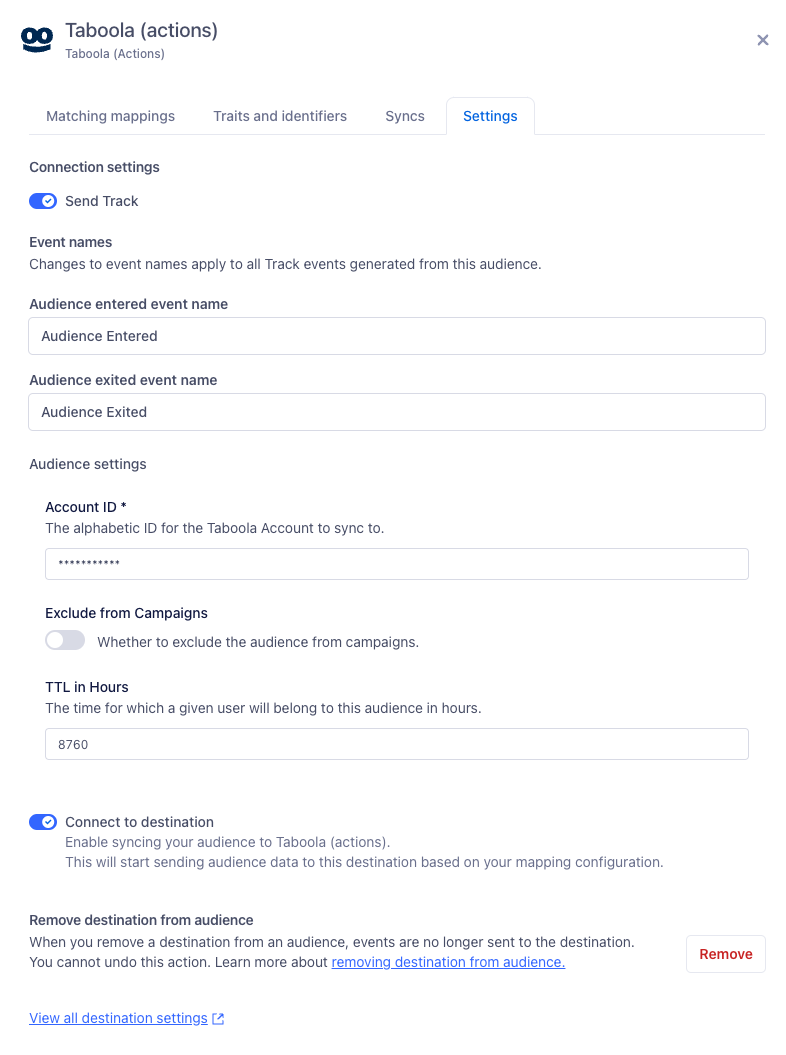 Taboola (actions)
Taboola (Actions)
Matching mappings Traits and identifiers Syncs Settings
Connection settings
Send Track
Event names
Changes to event names apply to all Track events generated from this audience.
Audience entered event name
Audience Entered
Audience exited event name
Audience Exited
Audience settings
Account ID *
The alphabetic ID for the Taboola Account to sync to.
***********
Exclude from Campaigns
Whether to exclude the audience from campaigns.
TTL in Hours
The time for which a given user will belong to this audience in hours.
8760
Connect to destination
Enable syncing your audience to Taboola (actions).
This will start sending audience data to this destination based on your mapping configuration.
Remove destination from audience
When you remove a destination from an audience, events are no longer sent to the destination.
You cannot undo this action. Learn more about removing destination from audience.
Remove
View all destination settings